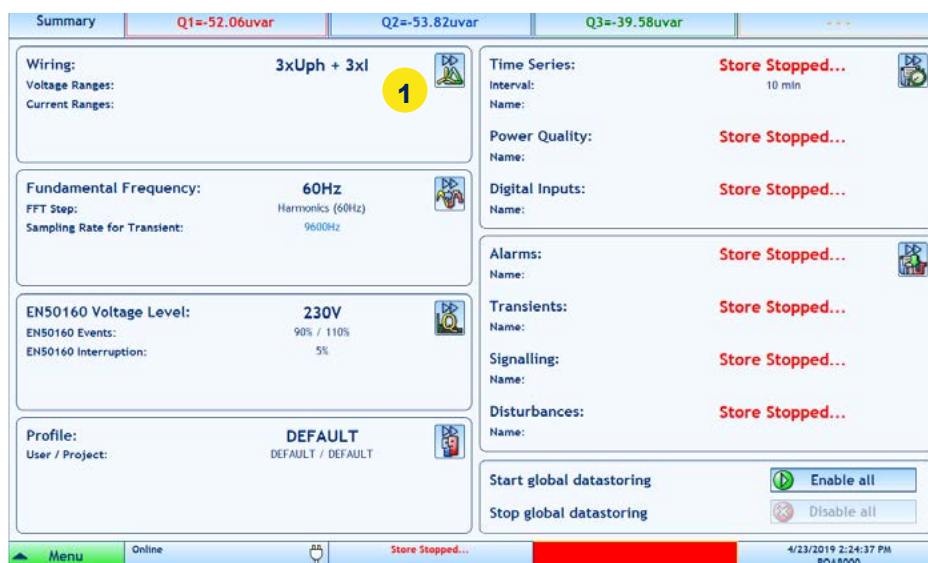 Summary Q1=-52.06uvar Q2=-53.82uvar Q3=-39.58uvar ---
Wiring: 3xUph + 3xI
1
Voltage Ranges:
Current Ranges:
Fundamental Frequency: 60Hz
FFT Step: Harmonics (60Hz)
Sampling Rate for Transient: 9600Hz
EN50160 Voltage Level: 230V
EN50160 Events: 90% / 110%
EN50160 Interruption: 5%
Profile: DEFAULT
User / Project: DEFAULT / DEFAULT
Time Series: Store Stopped...
Interval: 10 min
Name:
Power Quality: Store Stopped...
Name:
Digital Inputs: Store Stopped...
Name:
Alarms: Store Stopped...
Name:
Transients: Store Stopped...
Name:
Signalling: Store Stopped...
Name:
Disturbances: Store Stopped...
Name:
Start global datastoring Enable all
Stop global datastoring Disable all
Menu Online Store Stopped... 4/23/2019 2:24:37 PM
PQA8000